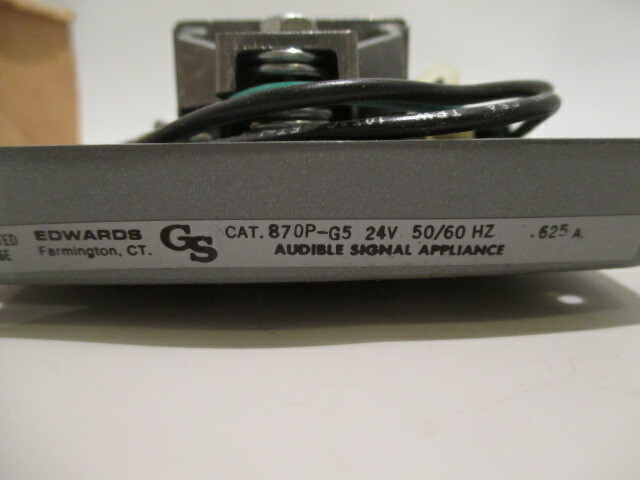 EDWARDS GS CAT. 870P-G5 24V 50/60 HZ .625 A.
Farmington, CT. AUDIBLE SIGNAL APPLIANCE